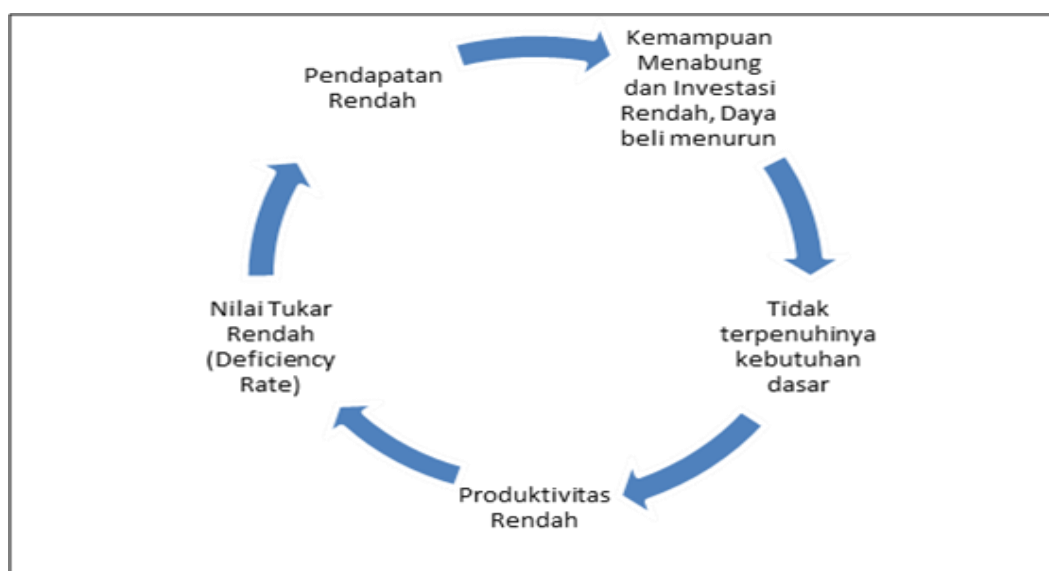 Pendapatan
Rendah
Kemampuan
Menabung
dan Investasi
Rendah, Daya
beli menurun
Tidak
terpenuhinya
kebutuhan
dasar
Produktivitas
Rendah
Nilai Tukar
Rendah
(Deficiency
Rate)